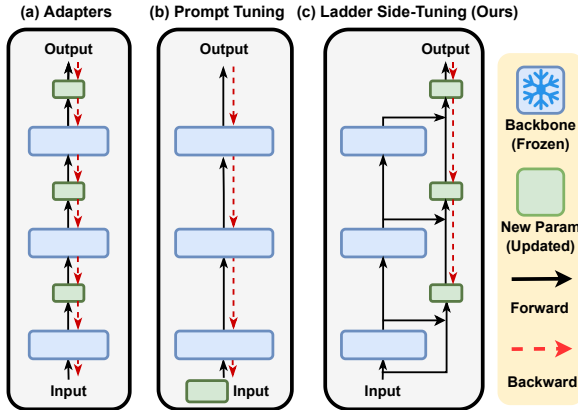 (a) Adapters
(b) Prompt Tuning
(c) Ladder Side-Tuning (Ours)
Output
Output
Output
Input
Input
Input
Backbone
(Frozen)
New Param
(Updated)
Forward
Backward